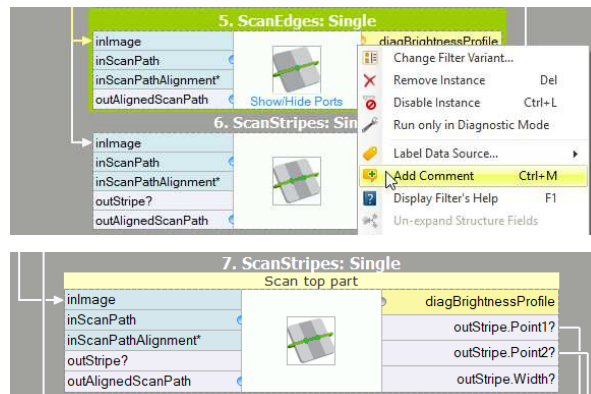 5. ScanEdges: Single
inImage
diagBrightnessProfile
inScanPath
inScanPathAlignment*
outAlignedScanPath
Show/Hide Ports
Change Filter Variant...
Remove Instance Del
Disable Instance Ctrl+L
Run only in Diagnostic Mode
Label Data Source...
Add Comment Ctrl+M
Display Filter's Help F1
Un-expand Structure Fields
6. ScanStripes: Sin
inImage
inScanPath
inScanPathAlignment*
outStripe?
outAlignedScanPath
7. ScanStripes: Single
Scan top part
inImage
inScanPath
inScanPathAlignment*
outStripe?
outAlignedScanPath
diagBrightnessProfile
outStripe.Point1?
outStripe.Point2?
outStripe.Width?